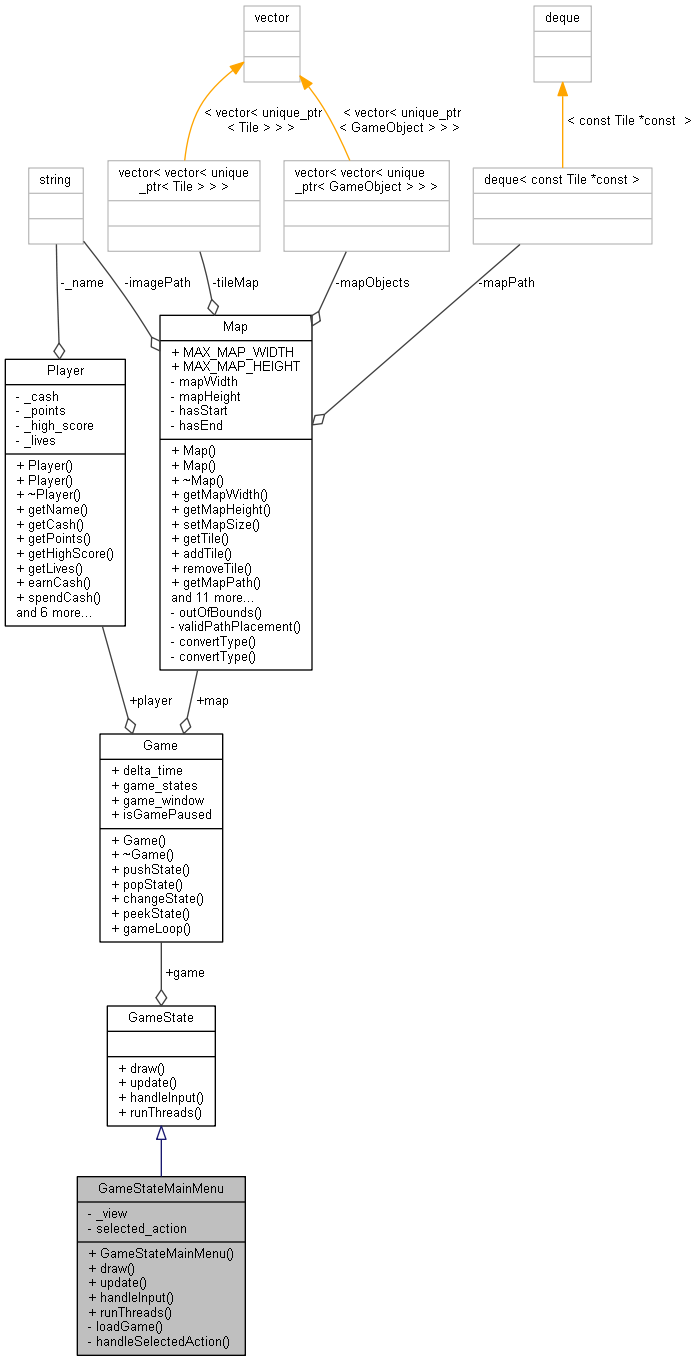 vector
deque
< vector< unique_ptr
< Tile > > >
< vector< unique_ptr
< GameObject > > >
< const Tile *const  >
string
vector< vector< unique
_ptr< Tile > > >
vector< vector< unique
_ptr< GameObject > > >
deque< const Tile *const >
-_name
-imagePath
-tileMap
-mapObjects
-mapPath
Player
- _cash
- _points
- _high_score
- _lives
+ Player()
+ Player()
+ ~Player()
+ getName()
+ getCash()
+ getPoints()
+ getHighScore()
+ getLives()
+ earnCash()
+ spendCash()
and 6 more...
Map
+ MAX_MAP_WIDTH
+ MAX_MAP_HEIGHT
- mapWidth
- mapHeight
- hasStart
- hasEnd
+ Map()
+ Map()
+ ~Map()
+ getMapWidth()
+ getMapHeight()
+ setMapSize()
+ getTile()
+ addTile()
+ removeTile()
+ getMapPath()
and 11 more...
- outOfBounds()
- validPathPlacement()
- convertType()
- convertType()
+player
+map
Game
+ delta_time
+ game_states
+ game_window
+ isGamePaused
+ Game()
+ ~Game()
+ pushState()
+ popState()
+ changeState()
+ peekState()
+ gameLoop()
+game
GameState
+ draw()
+ update()
+ handleInput()
+ runThreads()
GameStateMainMenu
- _view
- selected_action
+ GameStateMainMenu()
+ draw()
+ update()
+ handleInput()
+ runThreads()
- loadGame()
- handleSelectedAction()